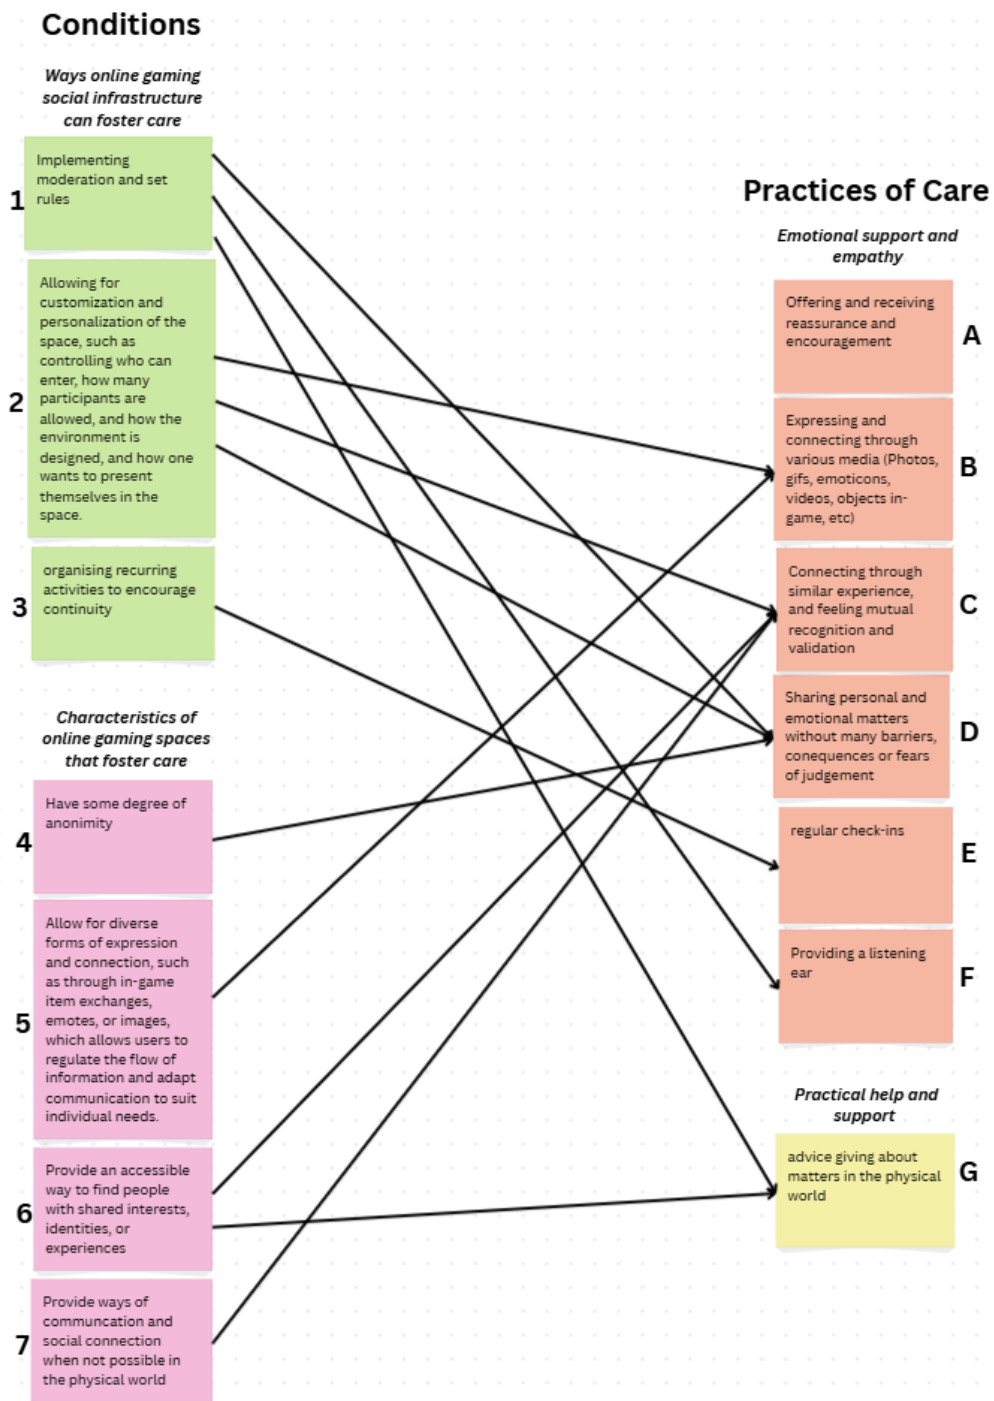 Conditions
Ways online gaming
social infrastructure
can foster care
1
Implementing
moderation and set
rules
2
Allowing for
customization and
personalization of the
space, such as
controlling who can
enter, how many
participants are
allowed, and how the
environment is
designed, and how one
wants to present
themselves in the
space.
3
organising recurring
activities to encourage
continuity
Characteristics of
online gaming spaces
that foster care
4
Have some degree of
anonimity
5
Allow for diverse
forms of expression
and connection, such
as through in-game
item exchanges,
emotes, or images,
which allows users to
regulate the flow of
information and adapt
communication to suit
individual needs.
6
Provide an accessible
way to find people
with shared interests,
identities, or
experiences
7
Provide ways of
communcation and
social connection
when not possible in
the physical world
Practices of Care
Emotional support and
empathy
Offering and receiving
reassurance and
encouragement
A
Expressing and
connecting through
various media (Photos,
gifs, emoticons,
videos, objects in-
game, etc)
B
Connecting through
similar experience,
and feeling mutual
recognition and
validation
C
Sharing personal and
emotional matters
without many barriers,
conequences or fears
of judgement
D
regular check-ins
E
Providing a listening
ear
F
Practical help and
support
advice giving about
matters in the physical
world
G